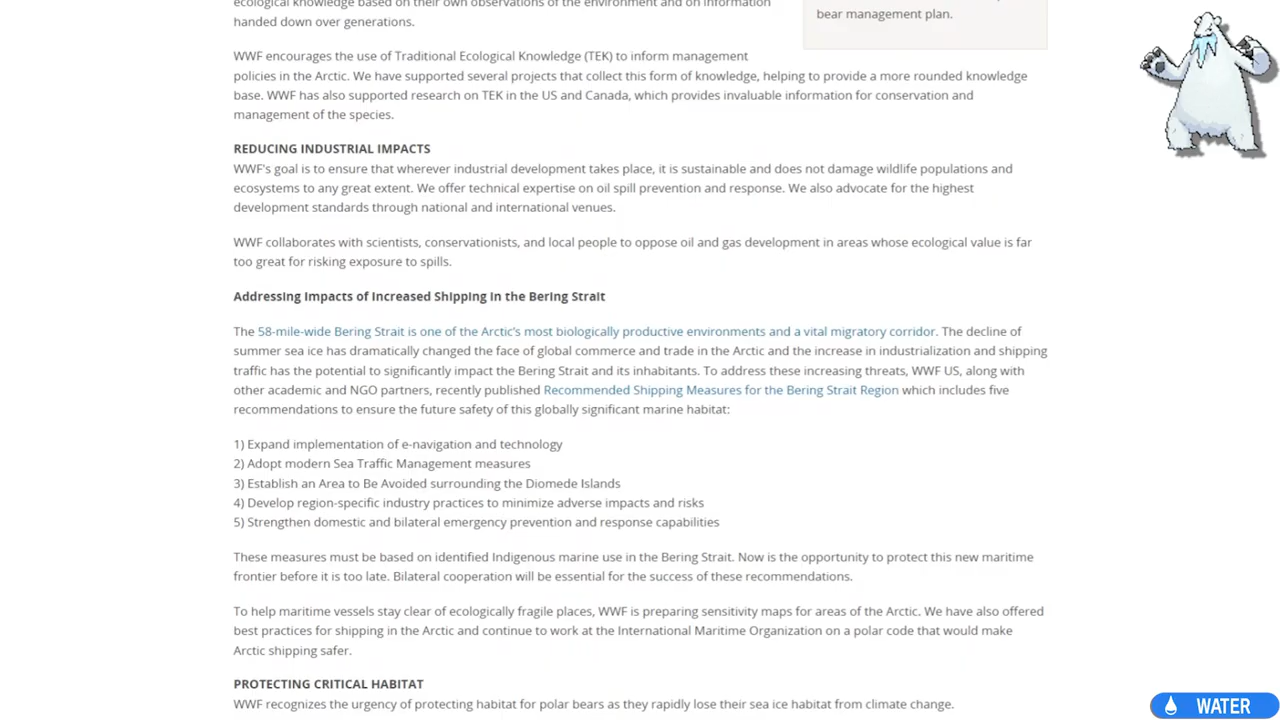 ecological knowledge based on their own observations of the environment and on information
handed down over generations.
bear management plan.
WWF encourages the use of Traditional Ecological Knowledge (TEK) to inform management
policies in the Arctic. We have supported several projects that collect this form of knowledge, helping to provide a more rounded knowledge
base. WWF has also supported research on TEK in the US and Canada, which provides invaluable information for conservation and
management of the species.
REDUCING INDUSTRIAL IMPACTS
WWF's goal is to ensure that wherever industrial development takes place, it is sustainable and does not damage wildlife populations and
ecosystems to any great extent. We offer technical expertise on oil spill prevention and response. We also advocate for the highest
development standards through national and international venues.
WWF collaborates with scientists, conservationists, and local people to oppose oil and gas development in areas whose ecological value is far
too great for risking exposure to spills.
Addressing Impacts of Increased Shipping in the Bering Strait
The 58-mile-wide Bering Strait is one of the Arctic's most biologically productive environments and a vital migratory corridor. The decline of
summer sea ice has dramatically changed the face of global commerce and trade in the Arctic and the increase in industrialization and shipping
traffic has the potential to significantly impact the Bering Strait and its inhabitants. To address these increasing threats, WWF US, along with
other academic and NGO partners, recently published Recommended Shipping Measures for the Bering Strait Region which includes five
recommendations to ensure the future safety of this globally significant marine habitat:
1) Expand implementation of e-navigation and technology
2) Adopt modern Sea Traffic Management measures
3) Establish an Area to Be Avoided surrounding the Diomede Islands
4) Develop region-specific industry practices to minimize adverse impacts and risks
5) Strengthen domestic and bilateral emergency prevention and response capabilities
These measures must be based on identified Indigenous marine use in the Bering Strait. Now is the opportunity to protect this new maritime
frontier before it is too late. Bilateral cooperation will be essential for the success of these recommendations.
To help maritime vessels stay clear of ecologically fragile places, WWF is preparing sensitivity maps for areas of the Arctic. We have also offered
best practices for shipping in the Arctic and continue to work at the International Maritime Organization on a polar code that would make
Arctic shipping safer.
PROTECTING CRITICAL HABITAT
WWF recognizes the urgency of protecting habitat for polar bears as they rapidly lose their sea ice habitat from climate change.
WATER